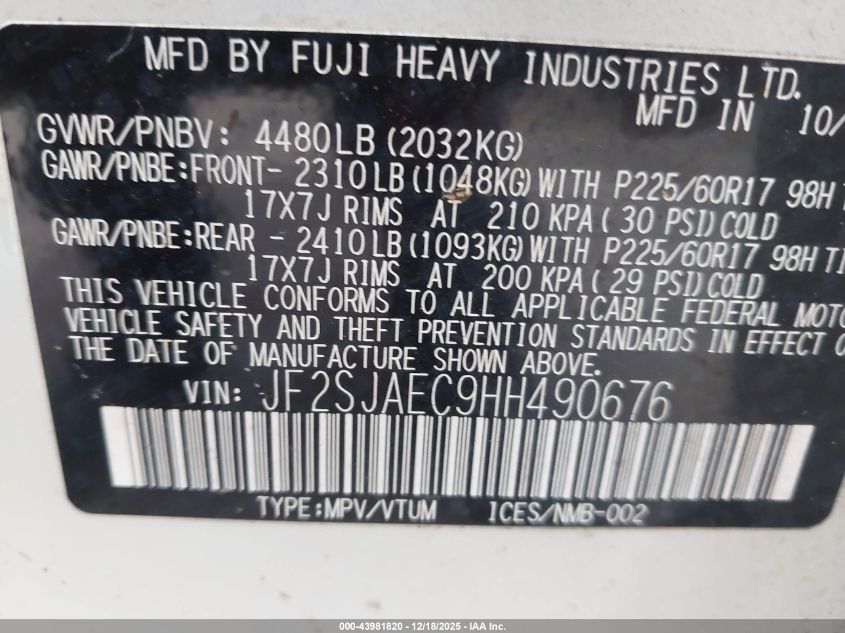 MFD BY FUJI HEAVY INDUSTRIES LTD.
MFD IN 10/
GVWR/PNBV: 4480LB (2032KG)
GAWR/PNBE:FRONT- 2310LB(1048KG)WITH P225/60R17 98H
17X7J RIMS AT 210 KPA( 30 PSI)COLD
GAWR/PNBE:REAR - 2410LB(1093KG)WITH P225/60R17 98H TI
17X7J RIMS AT 200 KPA( 29 PSI)COLD
THIS VEHICLE CONFORMS TO ALL APPLICABLE FEDERAL MOTO
VEHICLE SAFETY AND THEFT PREVENTION STANDARDS IN EFFECT O
THE DATE OF MANUFACTURE SHOWN ABOVE.
VIN: JF2SJAEC9HH490676
TYPE:MPV/VTUM ICES/NMB-002
000-43981820 – 12/18/2025 – IAA Inc.